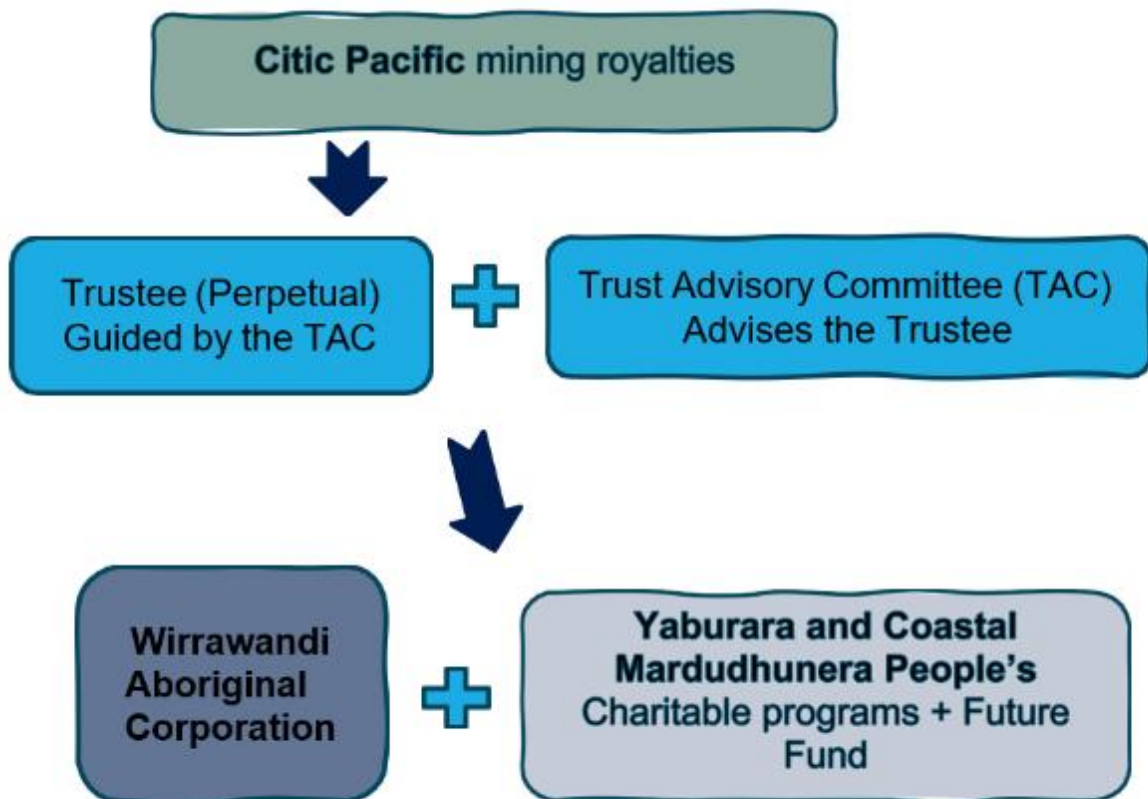 Citic Pacific mining royalties
Trustee (Perpetual)
Guided by the TAC
Trust Advisory Committee (TAC)
Advises the Trustee
Wirrawandi
Aboriginal
Corporation
Yaburara and Coastal
Mardudhunera People's
Charitable programs + Future
Fund